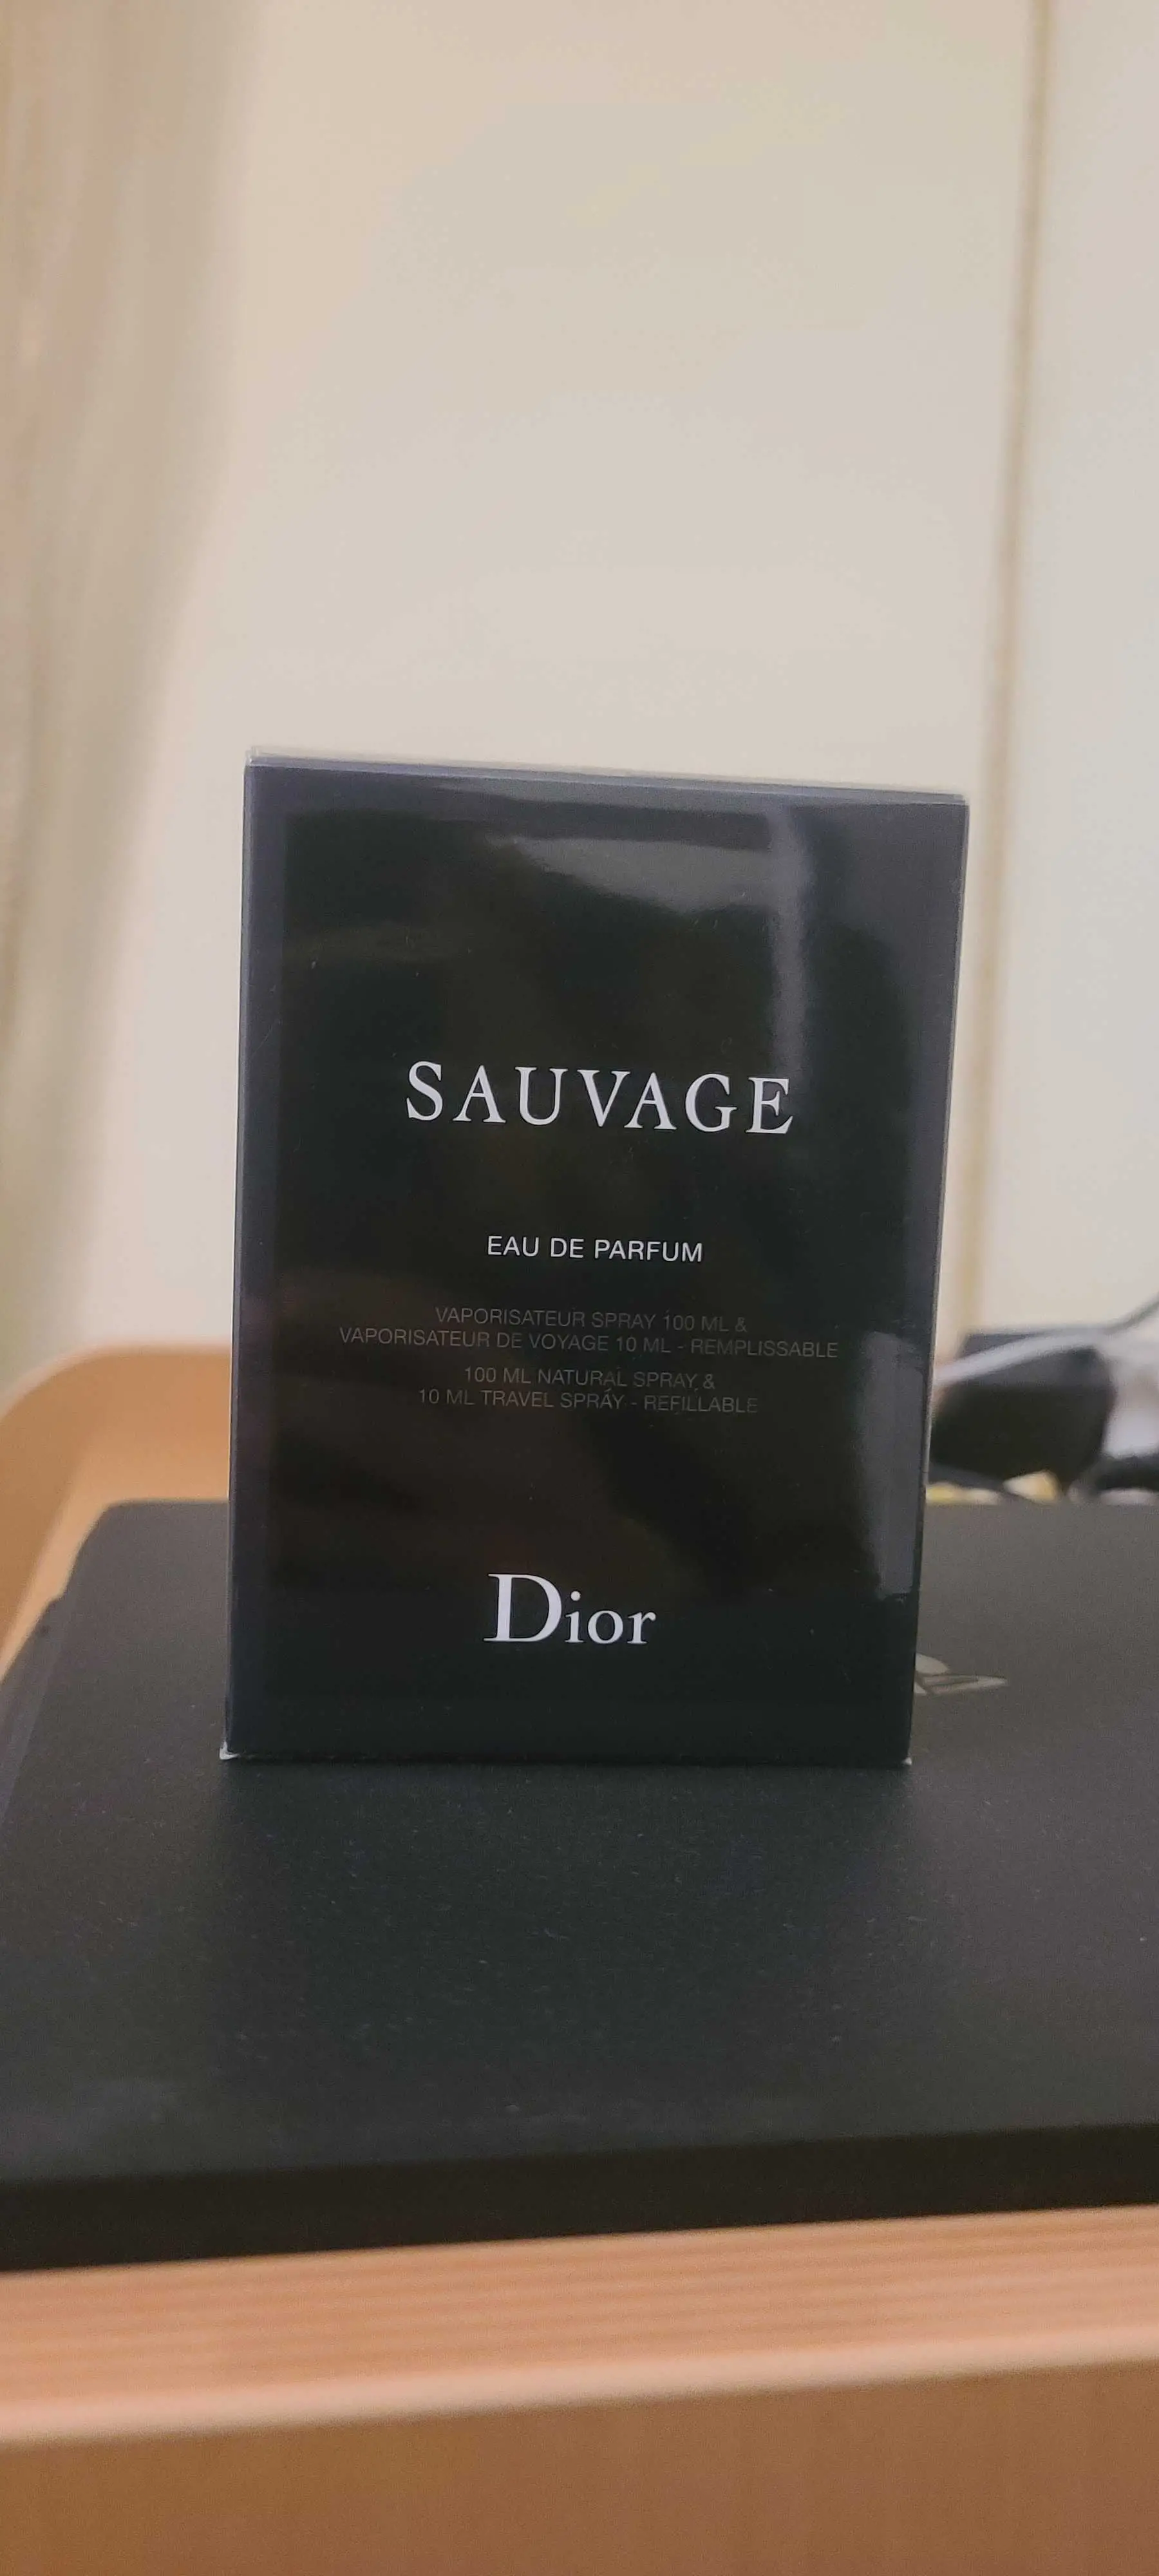 SAUVAGE
EAU DE PARFUM
VAPORISATEUR SPRAY 100 ML &
VAPORISATEUR DE VOYAGE 10 ML - REMPLISSABLE
100 ML NATURAL SPRAY &
10 ML TRAVEL SPRAY - REFILLABLE
Dior